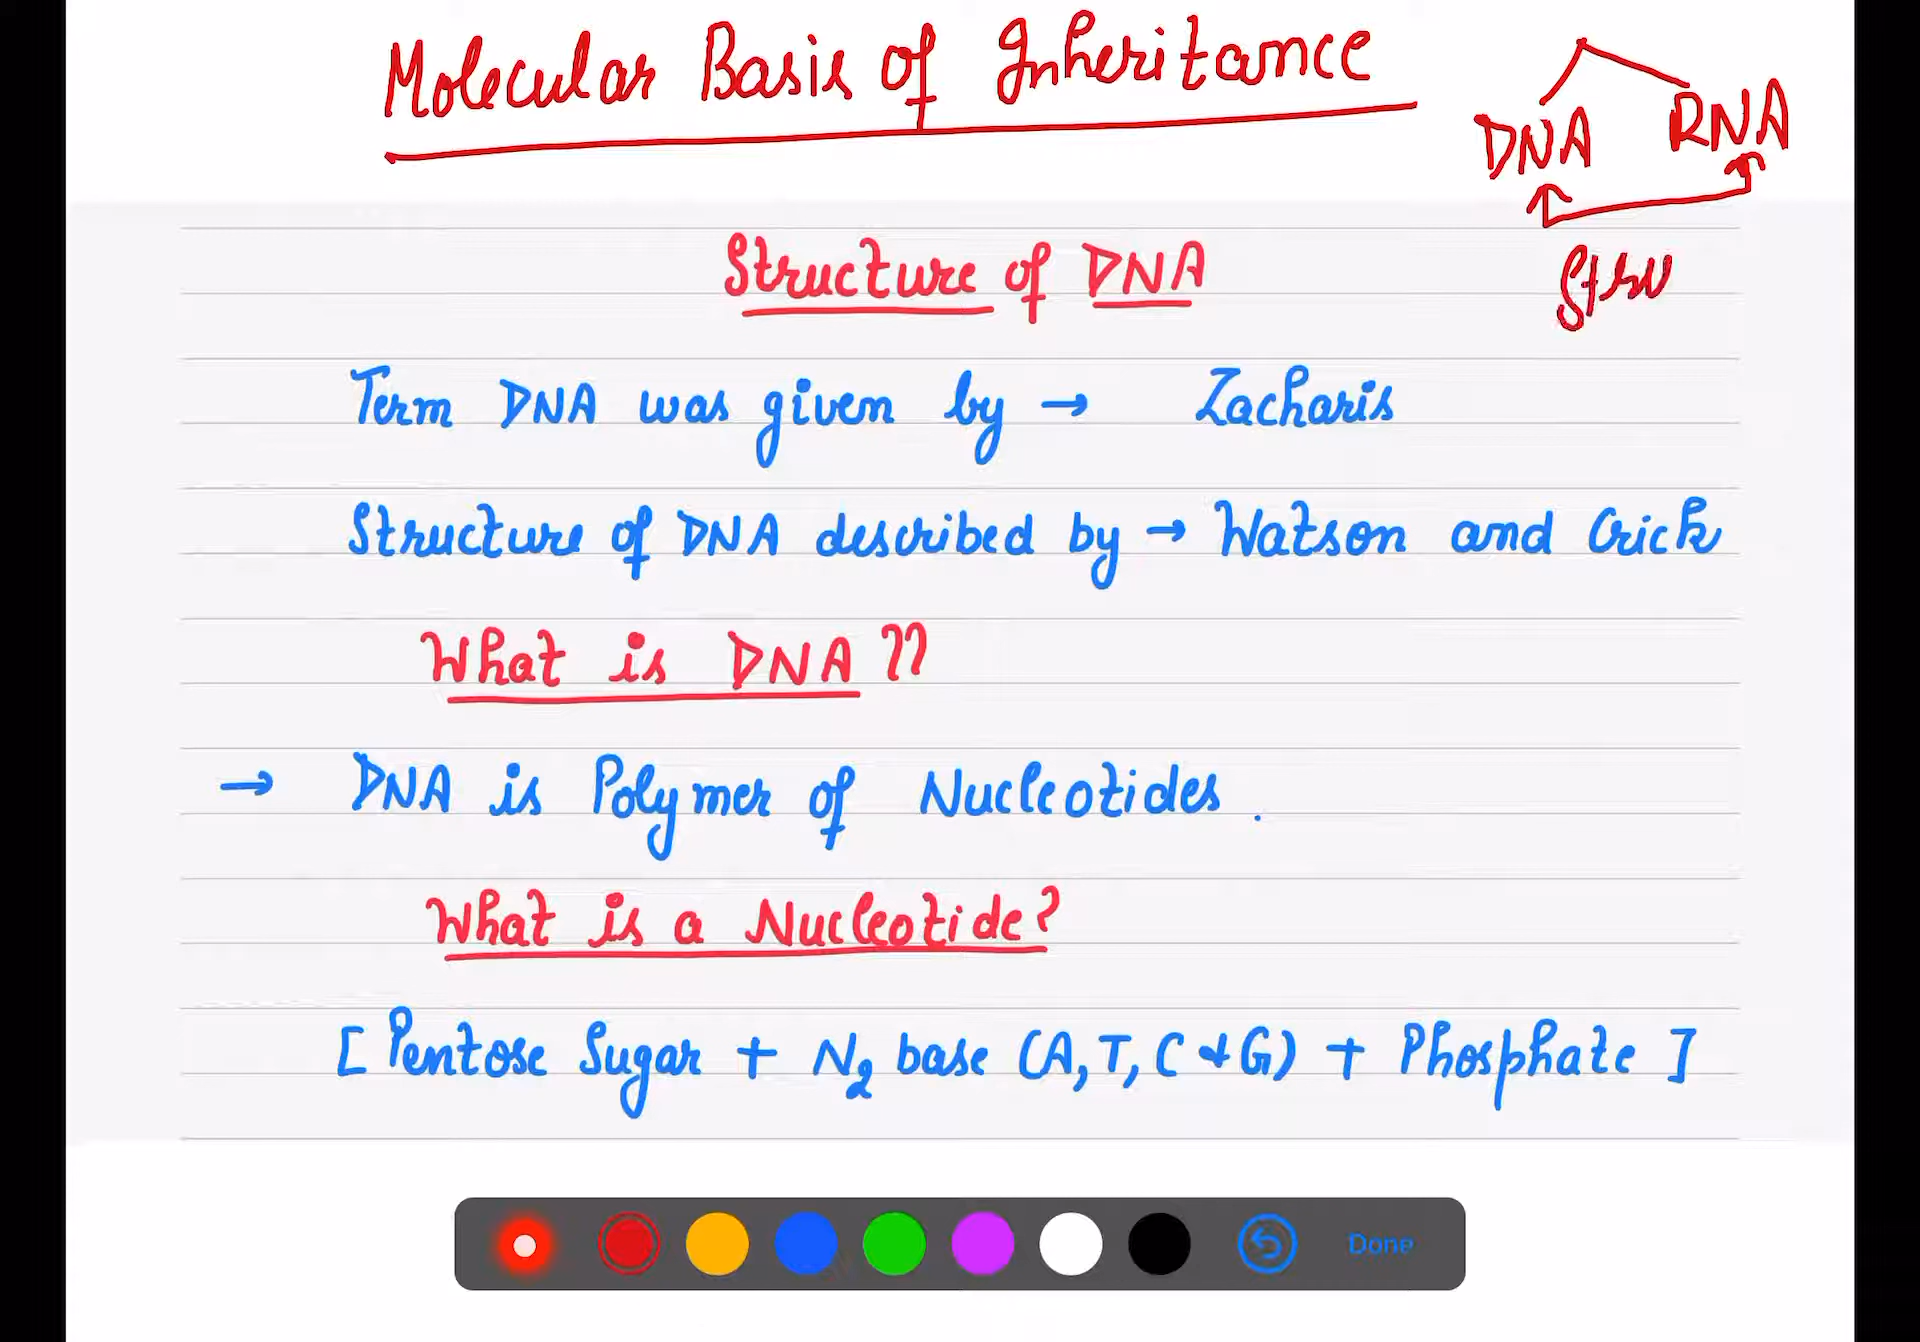 Molecular Basis of Inheritance
DNA RNA
Stru
Structure of DNA
Term DNA was given by → Zacharis
Structure of DNA described by → Watson and Crick
What is DNA ??
→ DNA is Polymer of Nucleotides.
What is a Nucleotide?
[ Pentose Sugar + N₂ base (A, T, C & G) + Phosphate ]
Done